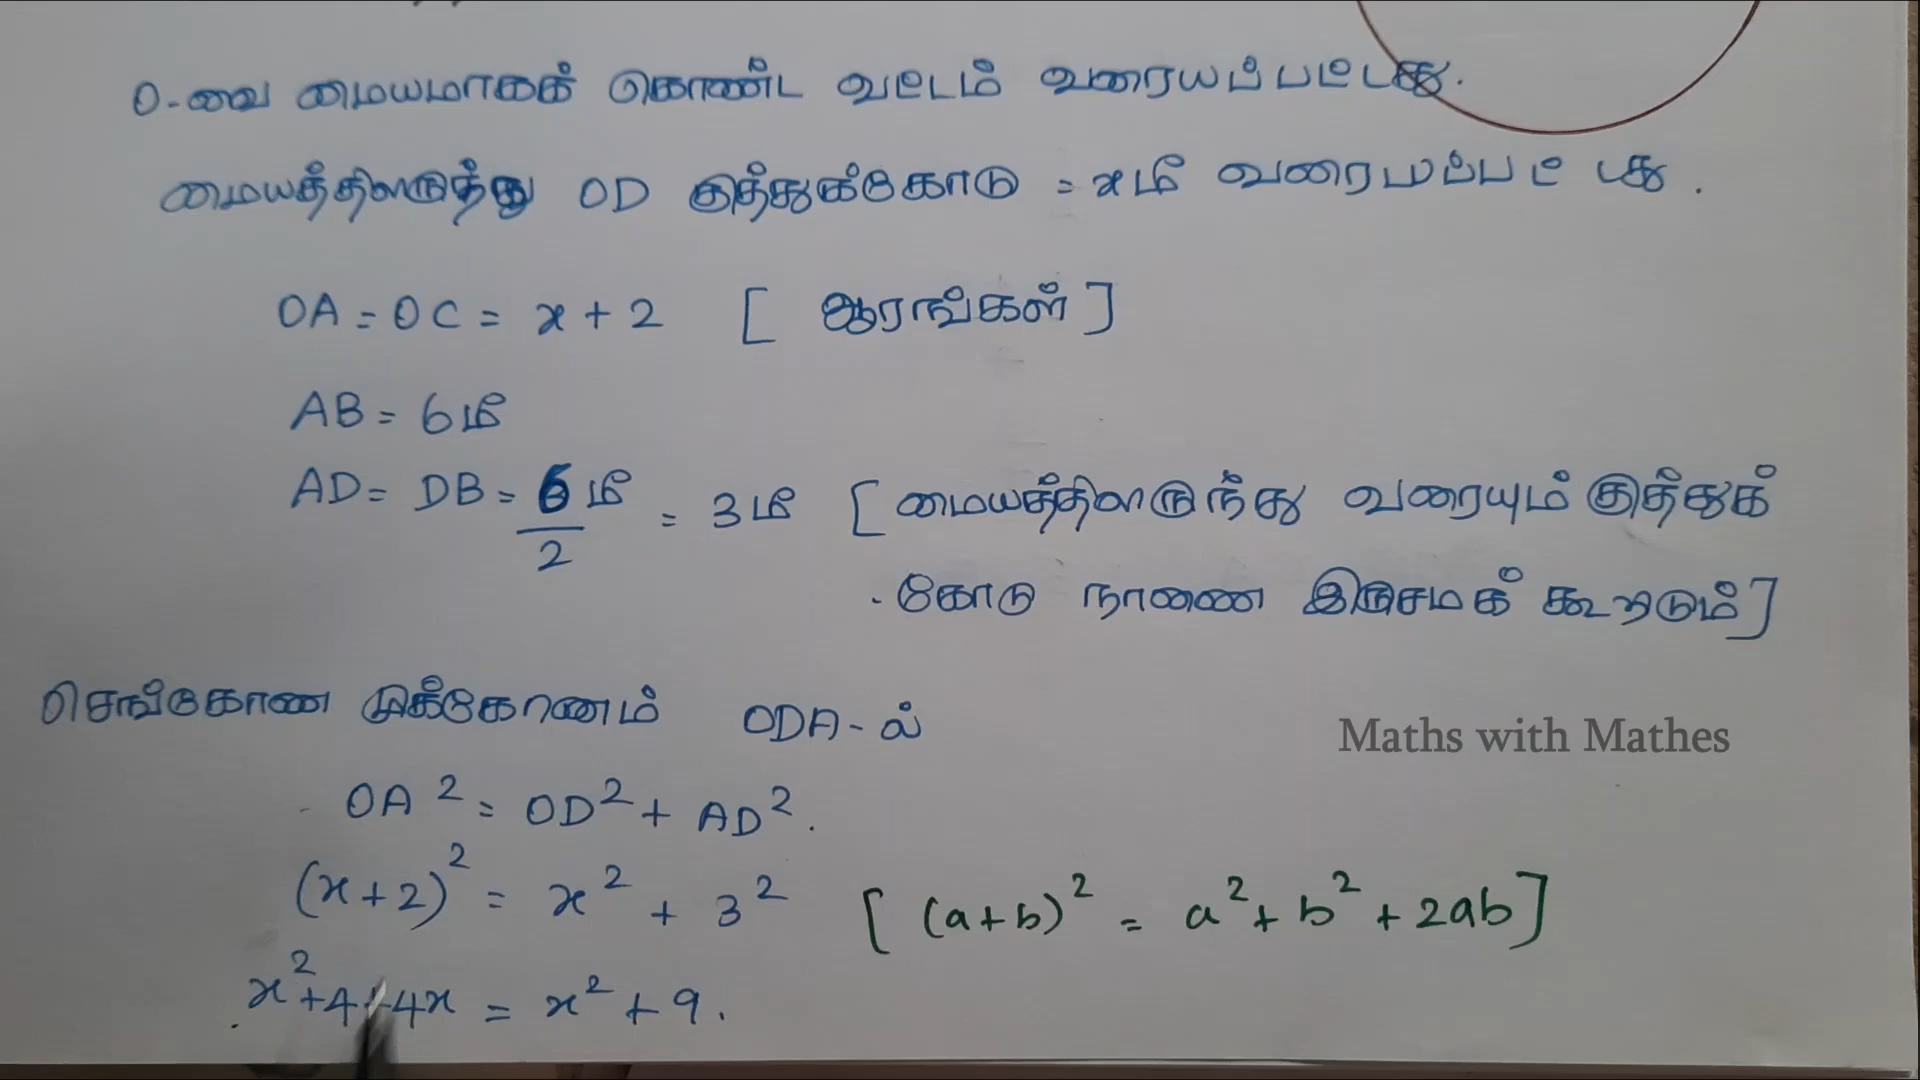 O-வை மையமாகக் கொண்ட வட்டம் வரையப்பட்டது.
மையத்திலிருந்து OD குத்துக்கோடு = x மீ வரையப்பட்டது.
OA = OC = x + 2 [ ஆரங்கள் ]
AB = 6மீ
AD = DB = 6/2 மீ = 3மீ [ மையத்திலிருந்து வரையும் குத்துக்
கோடு நாணை இருசமக் கூறிடும் ]
செங்கோண முக்கோணம் ODA-ல்
Maths with Mathes
OA² = OD² + AD².
(x+2)² = x² + 3² [ (a+b)² = a² + b² + 2ab ]
x² + 4 + 4x = x² + 9.